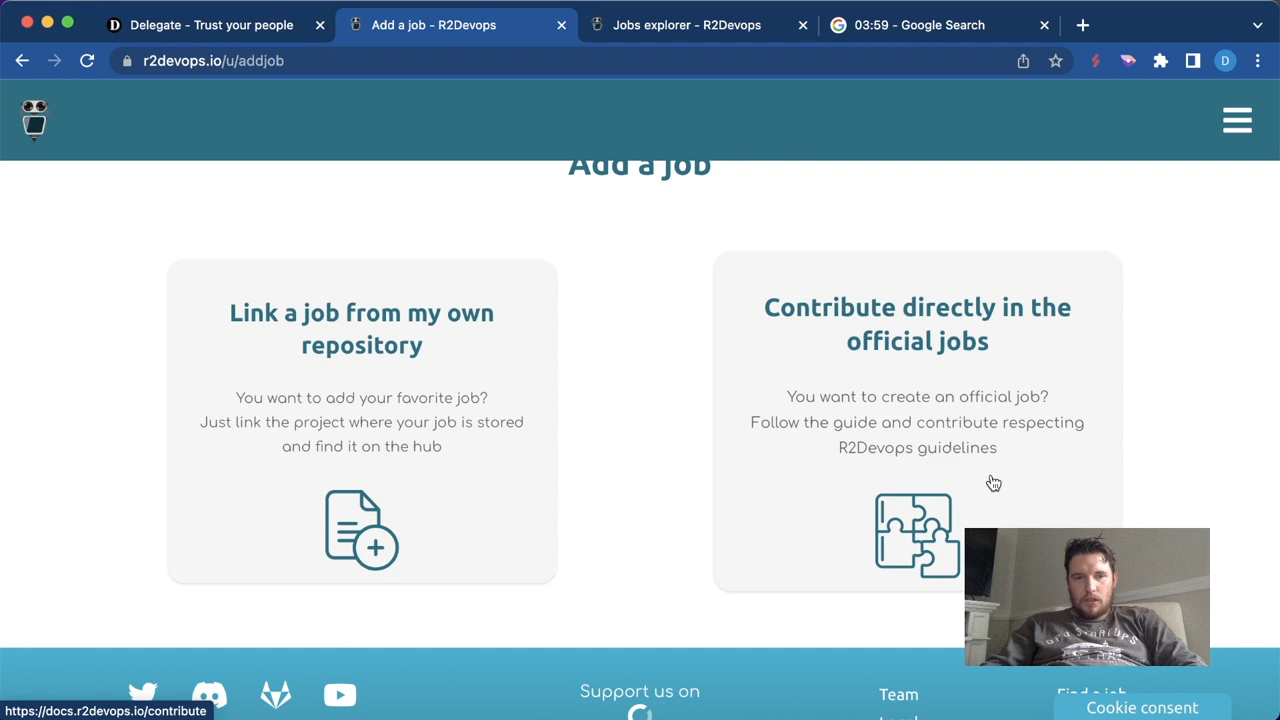 Delegate - Trust your people
Add a job - R2Devops
Jobs explorer - R2Devops
03:59 - Google Search
r2devops.io/u/addjob
D
Add a job
Link a job from my own
repository
You want to add your favorite job?
Just link the project where your job is stored
and find it on the hub
Contribute directly in the
official jobs
You want to create an official job?
Follow the guide and contribute respecting
R2Devops guidelines
Support us on
Team
Find a job
Cookie consent
https://docs.r2devops.io/contribute